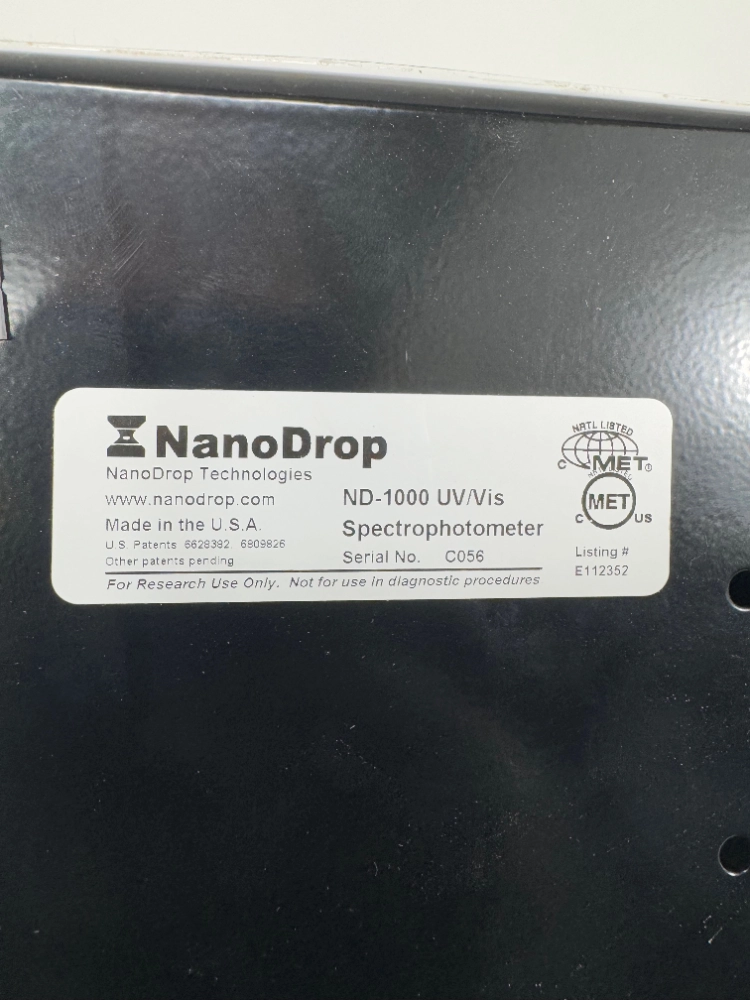 NanoDrop
NanoDrop Technologies
www.nanodrop.com
Made in the U.S.A.
U.S. Patents 6628382, 6809826
Other patents pending
ND-1000 UV/Vis
Spectrophotometer
Serial No. C056
For Research Use Only. Not for use in diagnostic procedures
NRTL LISTED
C MET®
MET
C US
Listing #
E112352